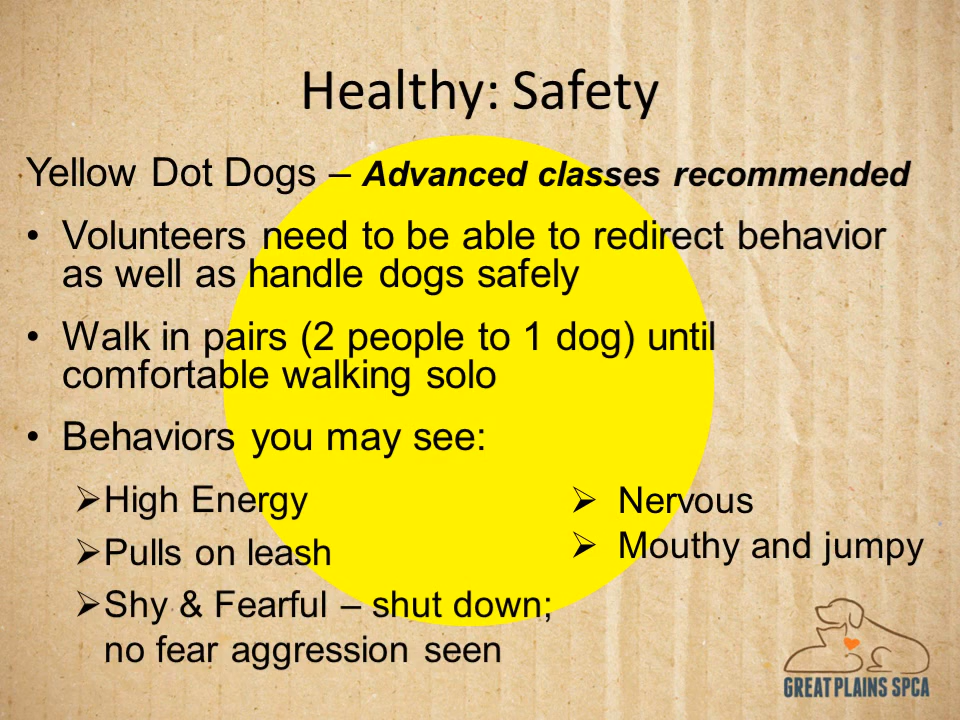 Healthy: Safety
Yellow Dot Dogs – Advanced classes recommended
• Volunteers need to be able to redirect behavior
as well as handle dogs safely
• Walk in pairs (2 people to 1 dog) until
comfortable walking solo
• Behaviors you may see:
➢ High Energy
➢ Pulls on leash
➢ Shy & Fearful – shut down;
no fear aggression seen
➢ Nervous
➢ Mouthy and jumpy
GREAT PLAINS SPCA